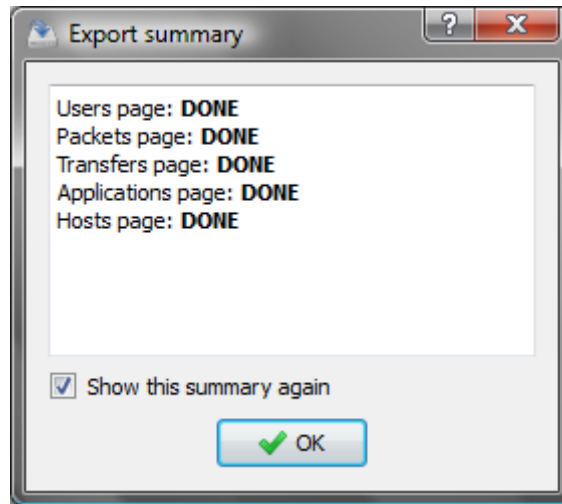 Export summary
?
X
Users page: DONE
Packets page: DONE
Transfers page: DONE
Applications page: DONE
Hosts page: DONE
Show this summary again
OK